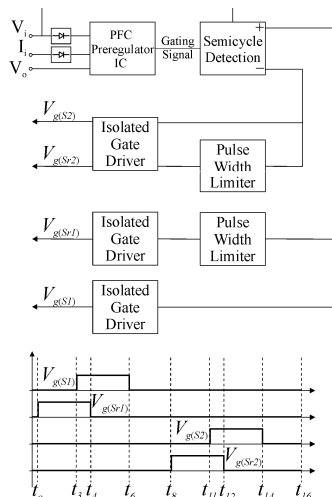 V_i
I_i
V_o
PFC
Preregulator
IC
Gating
Signal
Semicycle
Detection
+
−
V_g(S2)
V_g(Sr2)
Isolated
Gate
Driver
Pulse
Width
Limiter
V_g(Sr1)
Isolated
Gate
Driver
Pulse
Width
Limiter
V_g(S1)
Isolated
Gate
Driver
V_g(S1)
V_g(Sr1)
V_g(S2)
V_g(Sr2)
t_3 t_4 t_6 t_8 t_11 t_12 t_14 t_16